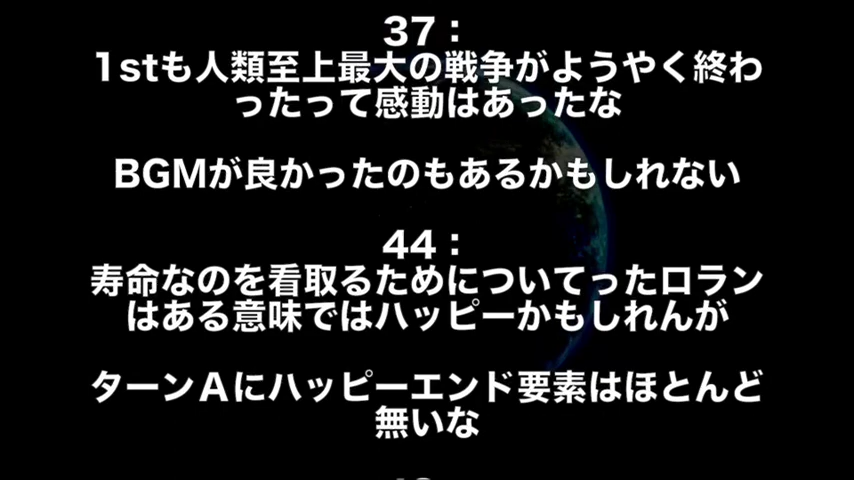 37：
1stも人類至上最大の戦争がようやく終わ
ったって感動はあったな
BGMが良かったのもあるかもしれない
44：
寿命なのを看取るためについてったロラン
はある意味ではハッピーかもしれんが
ターンＡにハッピーエンド要素はほとんど
無いな